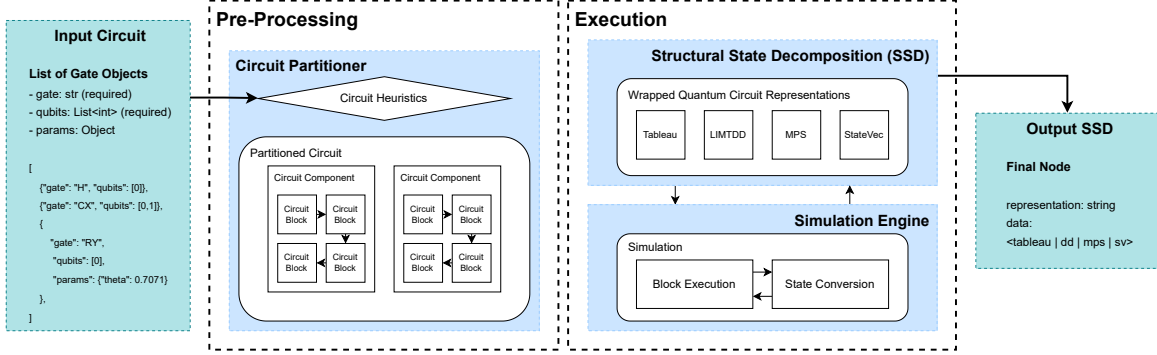 Input Circuit
List of Gate Objects
- gate: str (required)
- qubits: List<int> (required)
- params: Object
[
{"gate": "H", "qubits": [0]},
{"gate": "CX", "qubits": [0,1]},
{
"gate": "RY",
"qubits": [0],
"params": {"theta": 0.7071}
},
]
Pre-Processing
Circuit Partitioner
Circuit Heuristics
Partitioned Circuit
Circuit Component
Circuit
Block
Circuit
Block
Circuit
Block
Circuit
Block
Circuit Component
Circuit
Block
Circuit
Block
Circuit
Block
Circuit
Block
Execution
Structural State Decomposition (SSD)
Wrapped Quantum Circuit Representations
Tableau
LIMTDD
MPS
StateVec
Simulation Engine
Simulation
Block Execution
State Conversion
Output SSD
Final Node
representation: string
data:
<tableau | dd | mps | sv>